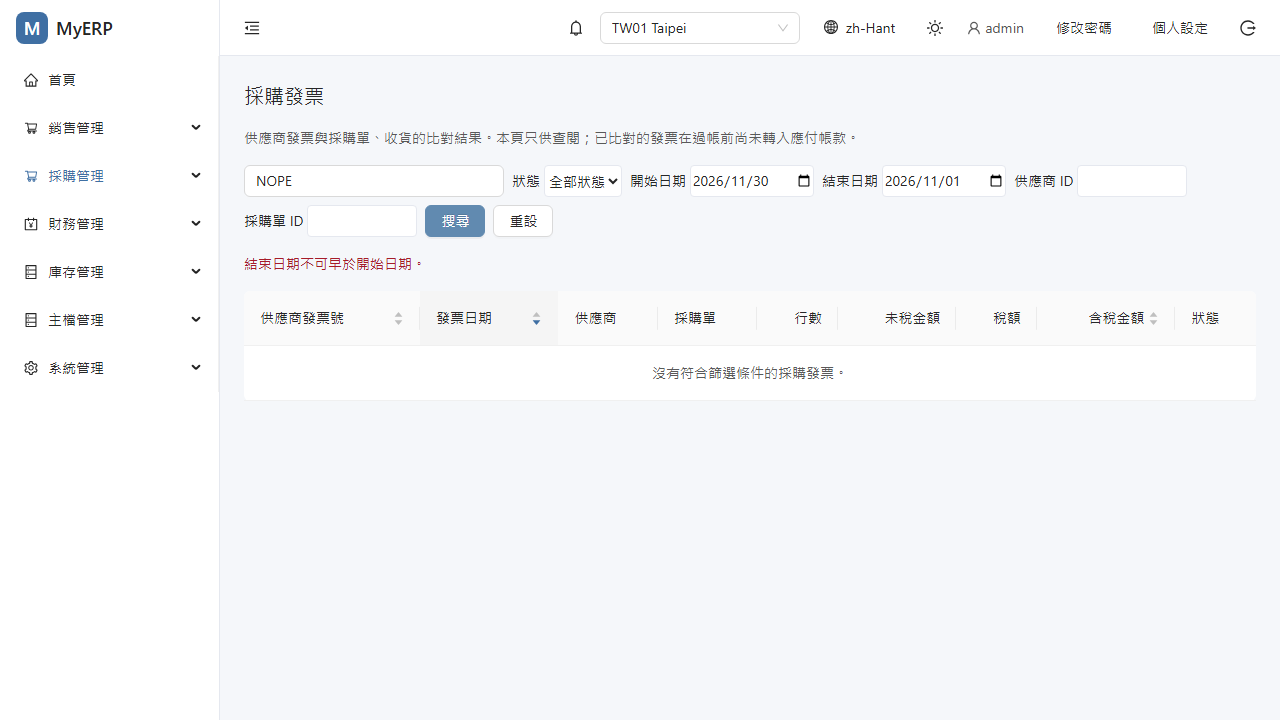 M MyERP
TW01 Taipei
zh-Hant
admin
修改密碼
個人設定
首頁
銷售管理
採購管理
財務管理
庫存管理
主檔管理
系統管理
採購發票
供應商發票與採購單、收貨的比對結果。本頁只供查閱；已比對的發票在過帳前尚未轉入應付帳款。
NOPE 狀態 全部狀態 開始日期 2026/11/30 結束日期 2026/11/01 供應商 ID
採購單 ID 搜尋 重設
結束日期不可早於開始日期。
供應商發票號 發票日期 供應商 採購單 行數 未稅金額 稅額 含稅金額 狀態
沒有符合篩選條件的採購發票。